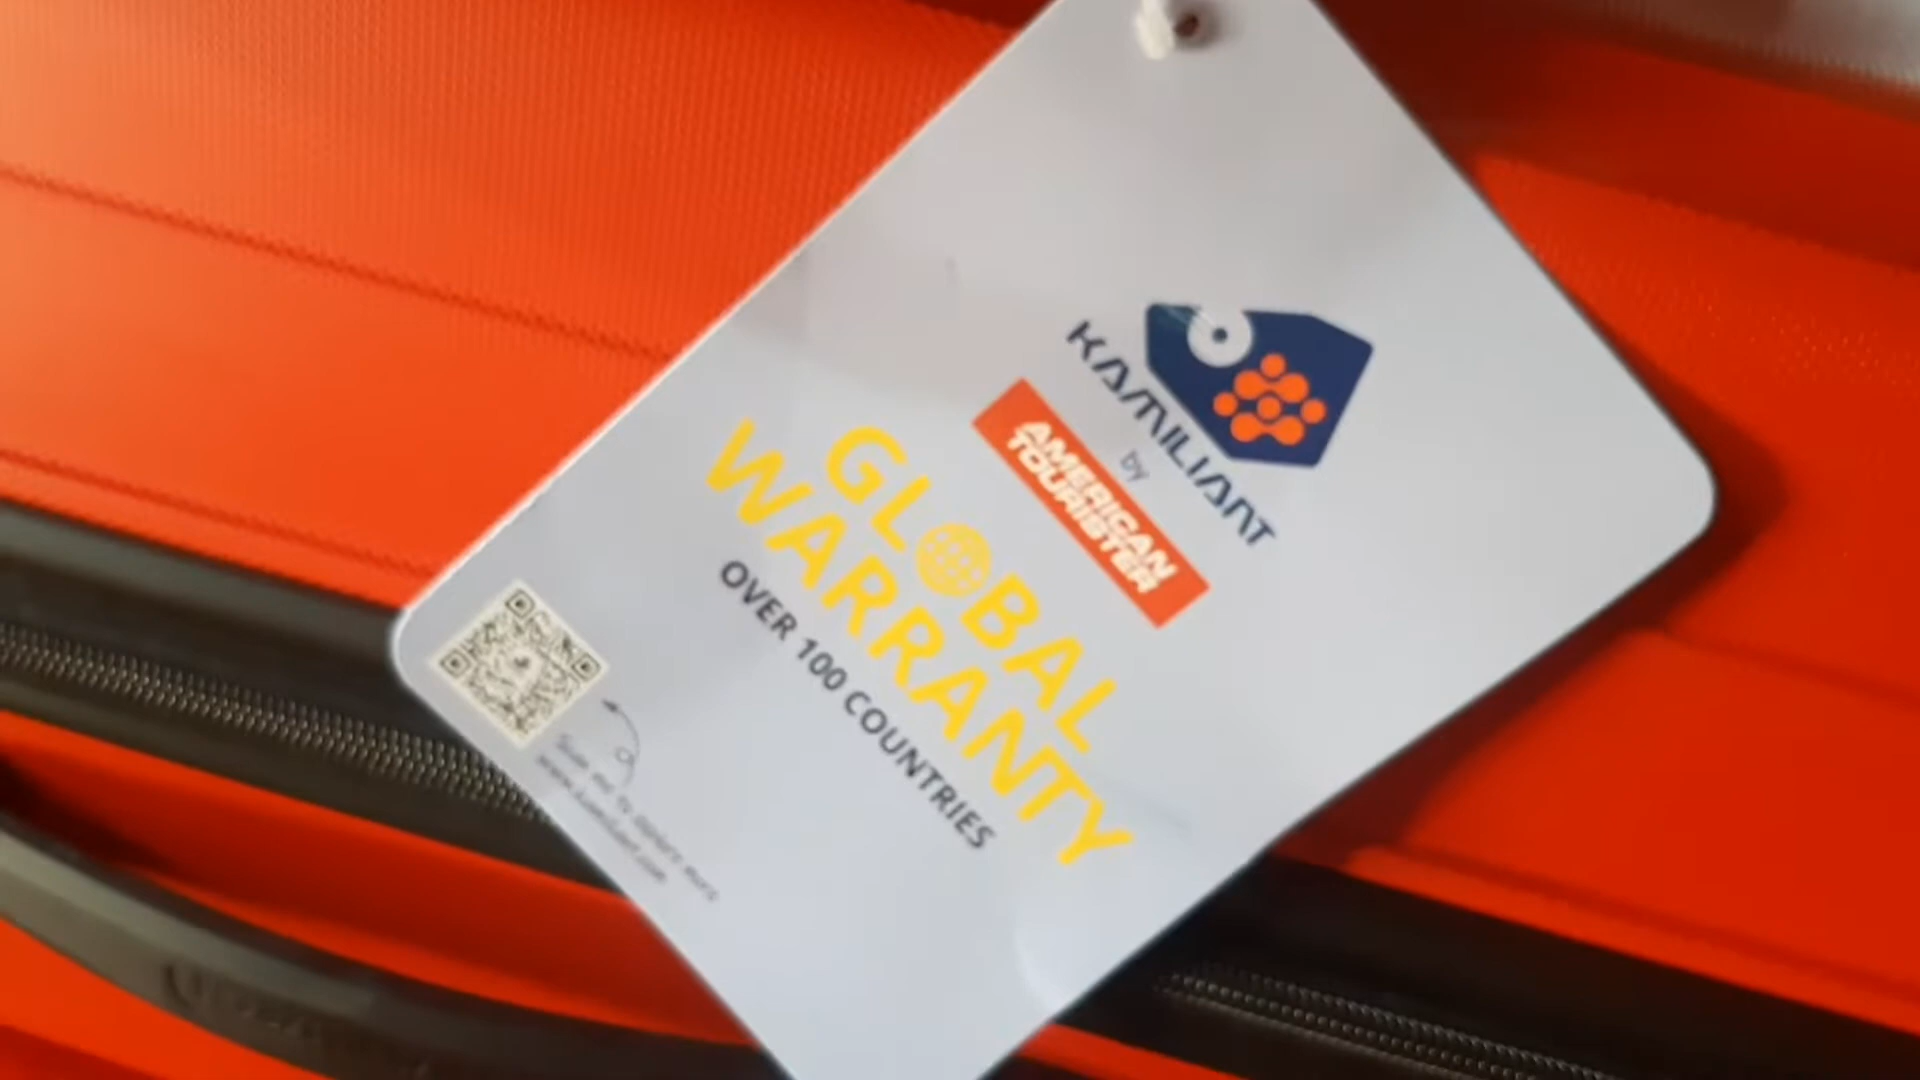 KAMILIANT
by
AMERICAN
TOURISTER
GLOBAL
WARRANTY
OVER 100 COUNTRIES